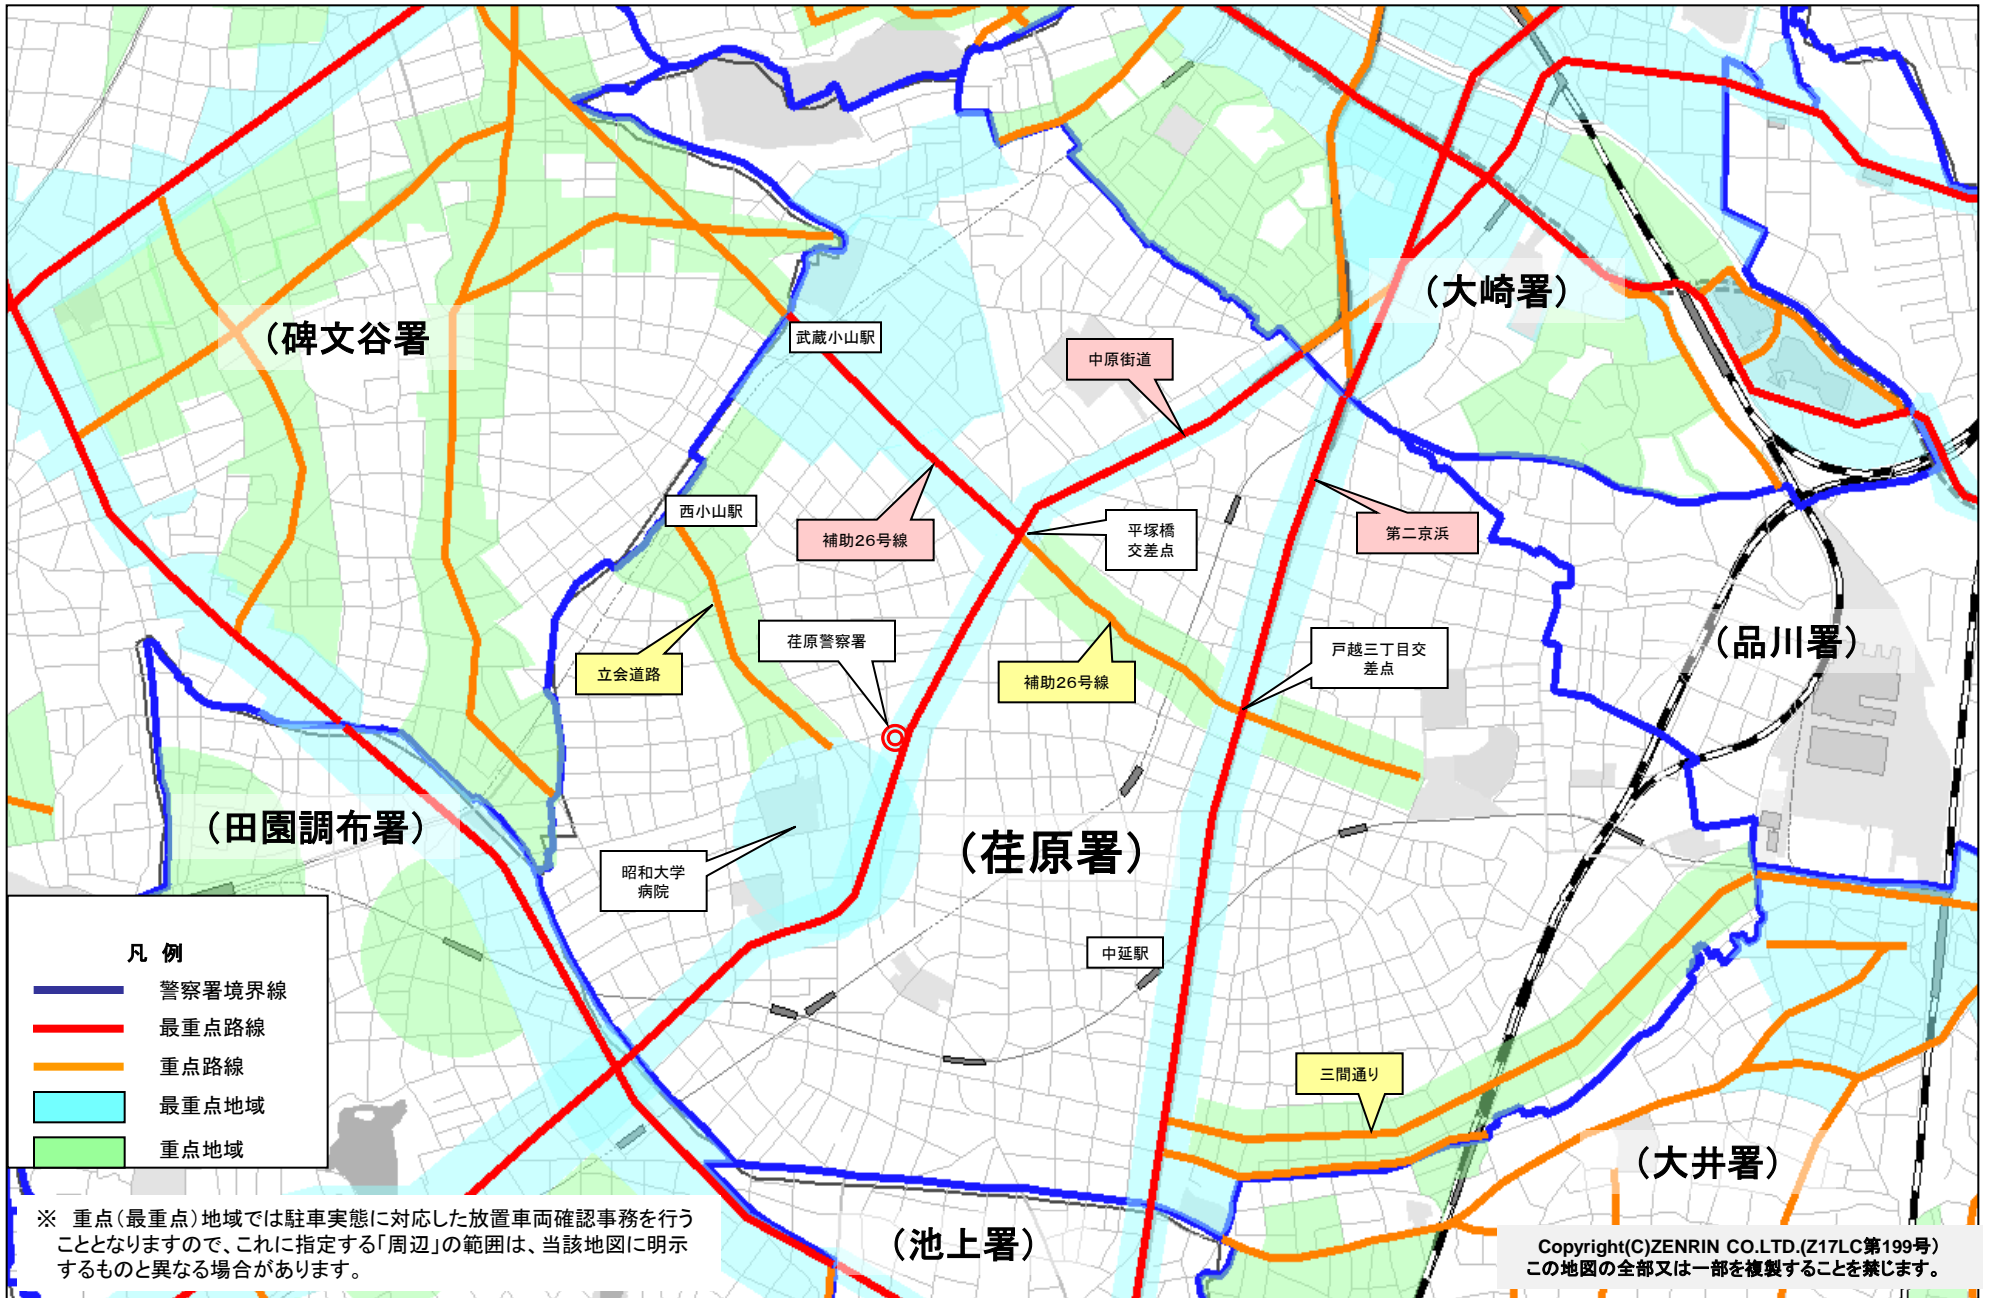 （大崎署）
（碑文谷署
武蔵小山駅
中原街道
西小山駅
補助26号線
平塚橋
交差点
第二京浜
荏原警察署
立会道路
補助26号線
戸越三丁目交
差点
（品川署）
（田園調布署）
（荏原署）
昭和大学
病院
中延駅
凡 例
警察署境界線
最重点路線
重点路線
最重点地域
重点地域
三間通り
（大井署）
（池上署）
※ 重点（最重点）地域では駐車実態に対応した放置車両確認事務を行う
こととなりますので、これに指定する「周辺」の範囲は、当該地図に明示
するものと異なる場合があります。
Copyright(C)ZENRIN CO.LTD.(Z17LC第199号)
この地図の全部又は一部を複製することを禁じます。